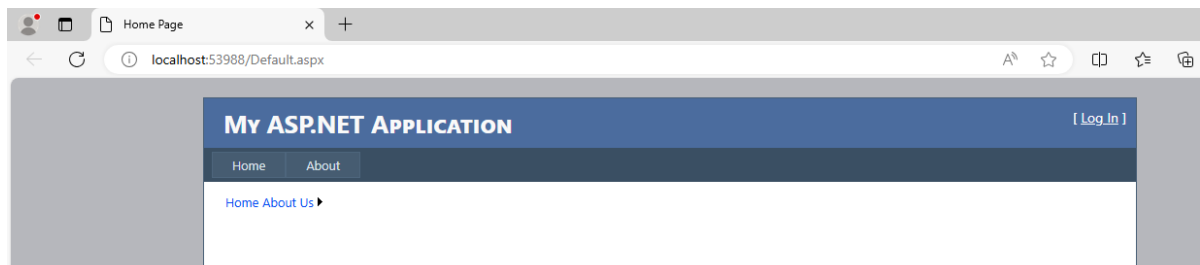 Home Page
localhost:53988/Default.aspx
MY ASP.NET APPLICATION
[ Log In ]
Home About
Home About Us